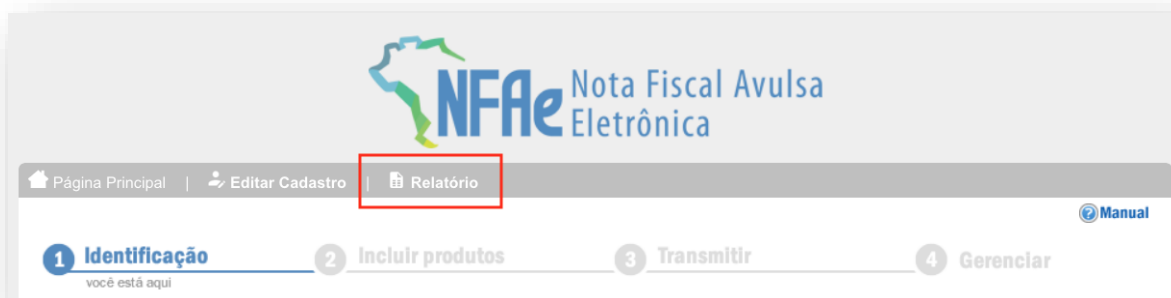 NFAe Nota Fiscal Avulsa
Eletrônica
Página Principal | Editar Cadastro | Relatório
Manual
1 Identificação 2 Incluir produtos 3 Transmitir 4 Gerenciar
você está aqui